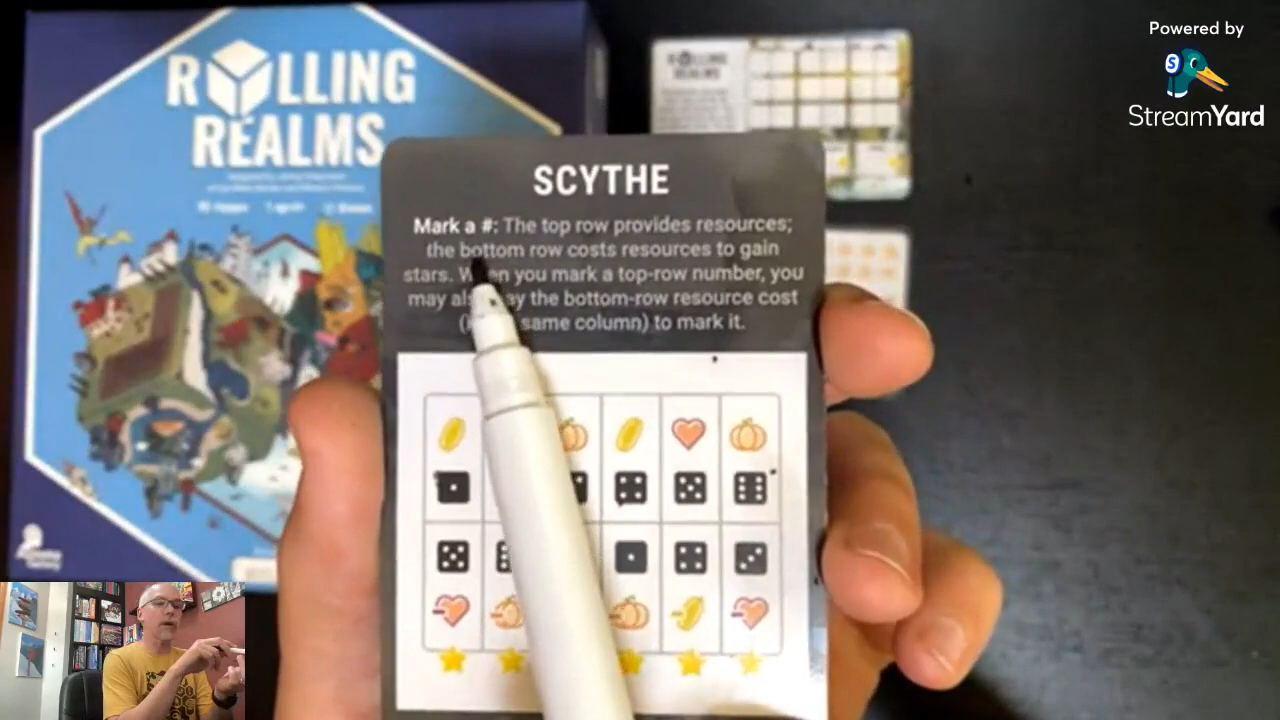 Powered by
StreamYard
ROLLING
REALMS
ROLLING
REALMS
SCYTHE
Mark a #: The top row provides resources;
the bottom row costs resources to gain
stars. When you mark a top-row number, you
may also pay the bottom-row resource cost
same column) to mark it.